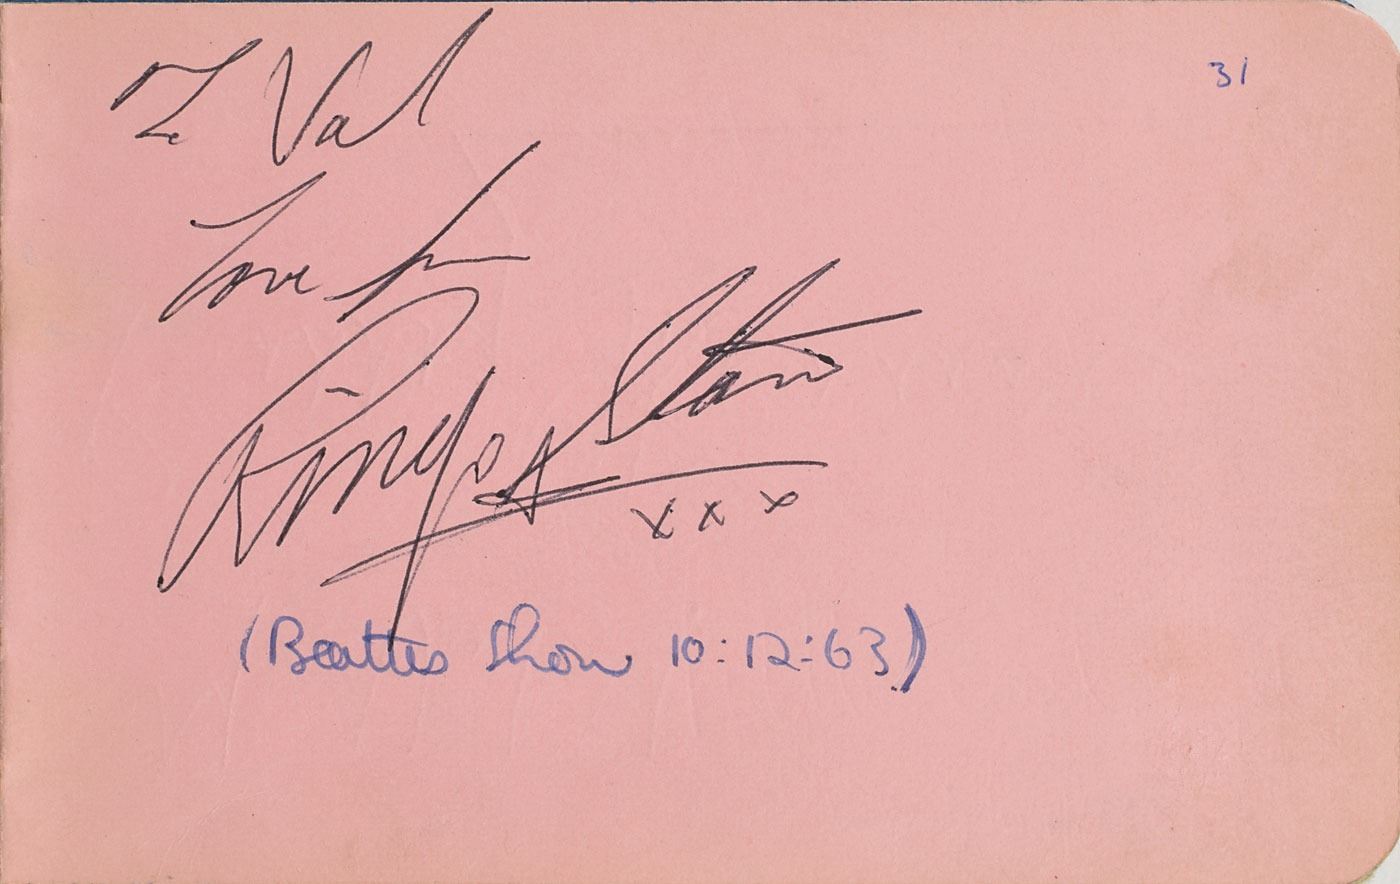 31
To Val
Love from
Ringo Starr
xxx
(Beatles Show 10:12:63)